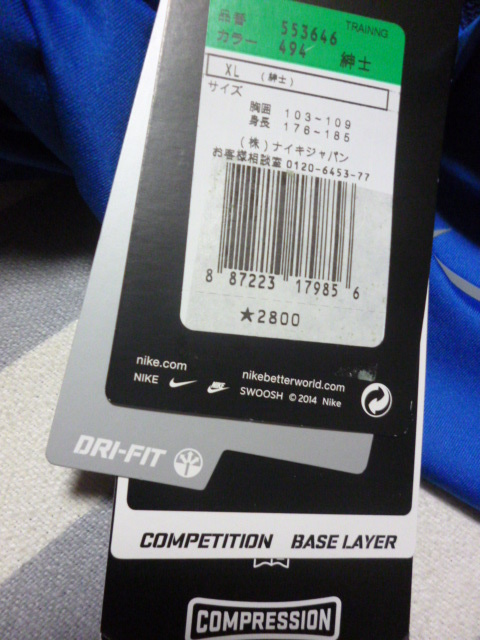 品番 553646 TRAINNG
カラー 494 紳士
XL (紳士)
サイズ
胸囲 103-109
身長 176-185
(株)ナイキジャパン
お客様相談室 0120-6453-77
8 87223 17985 6
★2800
nike.com nikebetterworld.com
NIKE SWOOSH © 2014 Nike
DRI-FIT
COMPETITION BASE LAYER
COMPRESSION